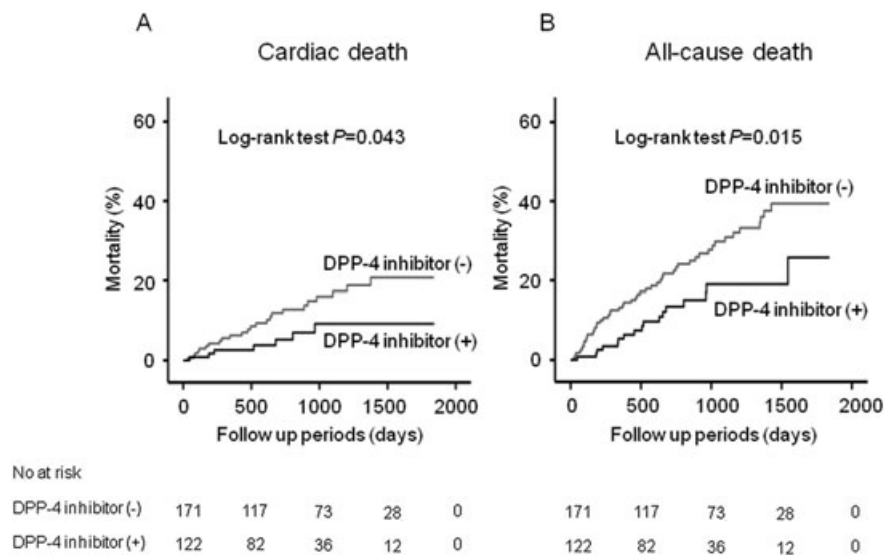 A
Cardiac death
60
40
20
0
Mortality (%)
Log-rank test P=0.043
DPP-4 inhibitor (-)
DPP-4 inhibitor (+)
0 500 1000 1500 2000
Follow up periods (days)
B
All-cause death
60
40
20
0
Mortality (%)
Log-rank test P=0.015
DPP-4 inhibitor (-)
DPP-4 inhibitor (+)
0 500 1000 1500 2000
Follow up periods (days)
No at risk
DPP-4 inhibitor (-) 171 117 73 28 0 171 117 73 28 0
DPP-4 inhibitor (+) 122 82 36 12 0 122 82 36 12 0